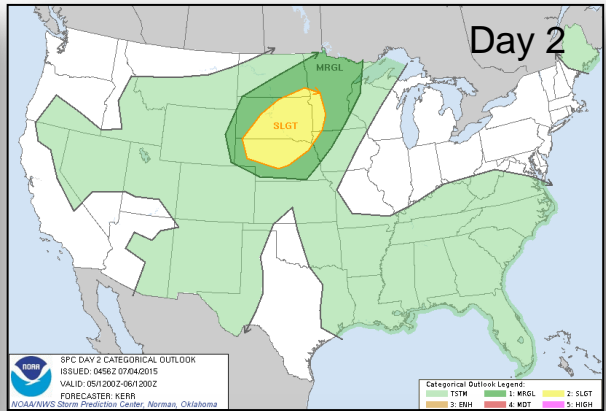 Day 2
MRGL
SLGT
NOAA
SPC DAY 2 CATEGORICAL OUTLOOK
ISSUED: 0456Z 07/04/2015
VALID: 05/1200Z-06/1200Z
FORECASTER: KERR
NOAA/NWS Storm Prediction Center, Norman, Oklahoma
Categorical Outlook Legend:
TSTM 1: MRGL 2: SLGT
3: ENH 4: MDT 5: HIGH